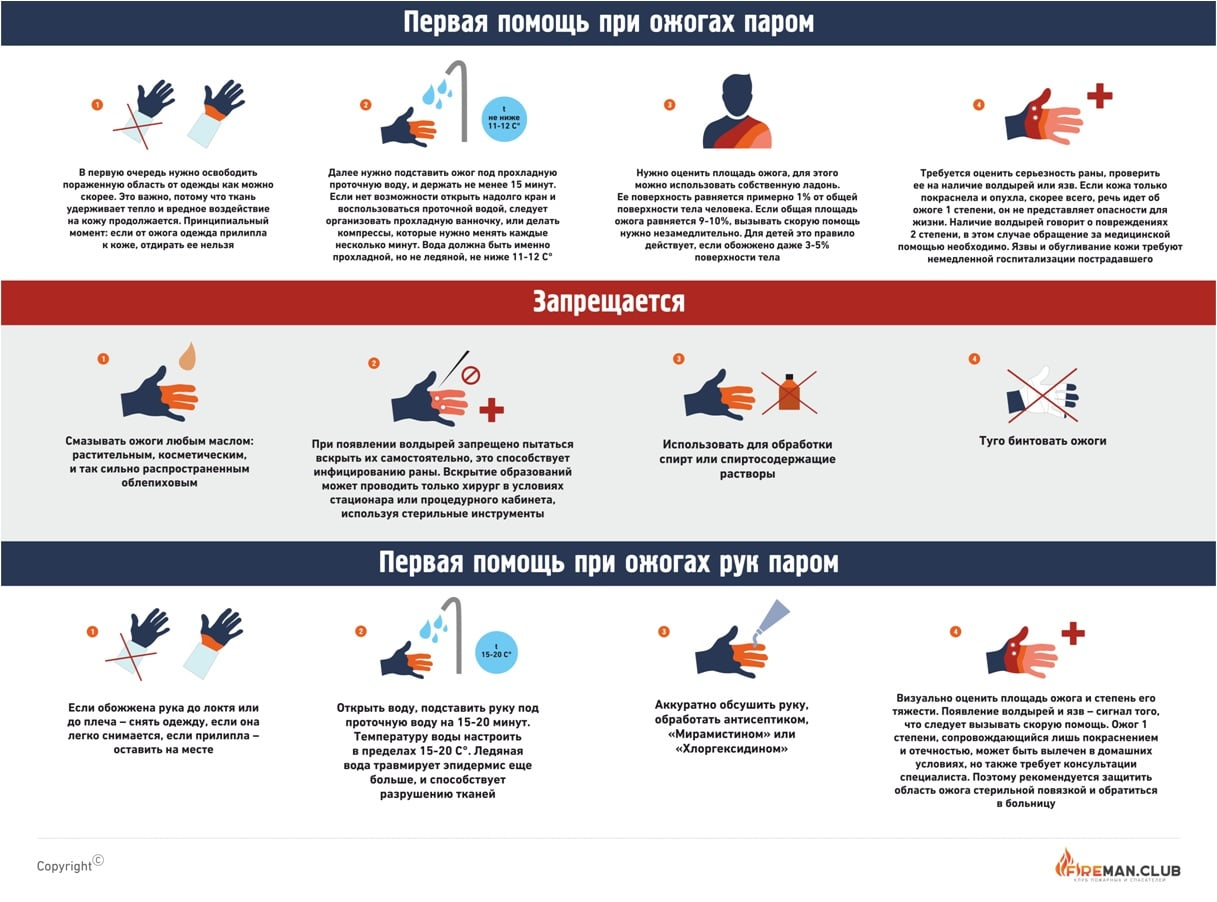 Первая помощь при ожогах паром
1
В первую очередь нужно освободить
пораженную область от одежды как можно
скорее. Это важно, потому что ткань
удерживает тепло и вредное воздействие
на кожу продолжается. Принципиальный
момент: если от ожога одежда прилипла
к коже, отдирать ее нельзя
2
t
не ниже
11-12 C°
Далее нужно подставить ожог под прохладную
проточную воду, и держать не менее 15 минут.
Если нет возможности открыть надолго кран и
воспользоваться проточной водой, следует
организовать прохладную ванночку, или делать
компрессы, которые нужно менять каждые
несколько минут. Вода должна быть именно
прохладной, но не ледяной, не ниже 11-12 C°
3
Нужно оценить площадь ожога, для этого
можно использовать собственную ладонь.
Ее поверхность равняется примерно 1% от общей
поверхности тела человека. Если общая площадь
ожога равняется 9-10%, вызывать скорую помощь
нужно незамедлительно. Для детей это правило
действует, если обожжено даже 3-5%
поверхности тела
4
Требуется оценить серьезность раны, проверить
ее на наличие волдырей или язв. Если кожа только
покраснела и опухла, скорее всего, речь идет об
ожоге 1 степени, он не представляет опасности для
жизни. Наличие волдырей говорит о повреждениях
2 степени, в этом случае обращение за медицинской
помощью необходимо. Язвы и обугливание кожи требуют
немедленной госпитализации пострадавшего
Запрещается
1
Смазывать ожоги любым маслом:
растительным, косметическим,
и так сильно распространенным
облепиховым
2
При появлении волдырей запрещено пытаться
вскрыть их самостоятельно, это способствует
инфицированию раны. Вскрытие образований
может проводить только хирург в условиях
стационара или процедурного кабинета,
используя стерильные инструменты
3
Использовать для обработки
спирт или спиртосодержащие
растворы
4
Туго бинтовать ожоги
Первая помощь при ожогах рук паром
1
Если обожжена рука до локтя или
до плеча – снять одежду, если она
легко снимается, если прилипла –
оставить на месте
2
t
15-20 C°
Открыть воду, подставить руку под
проточную воду на 15-20 минут.
Температуру воды настроить
в пределах 15-20 C°. Ледяная
вода травмирует эпидермис еще
больше, и способствует
разрушению тканей
3
Аккуратно обсушить руку,
обработать антисептиком,
«Мирамистином» или
«Хлоргексидином»
4
Визуально оценить площадь ожога и степень его
тяжести. Появление волдырей и язв – сигнал того,
что следует вызывать скорую помощь. Ожог 1
степени, сопровождающийся лишь покраснением
и отечностью, может быть вылечен в домашних
условиях, но также требует консультации
специалиста. Поэтому рекомендуется защитить
область ожога стерильной повязкой и обратиться
в больницу
Copyright©
FIREMAN.CLUB
КЛУБ ПОЖАРНЫХ И СПАСАТЕЛЕЙ